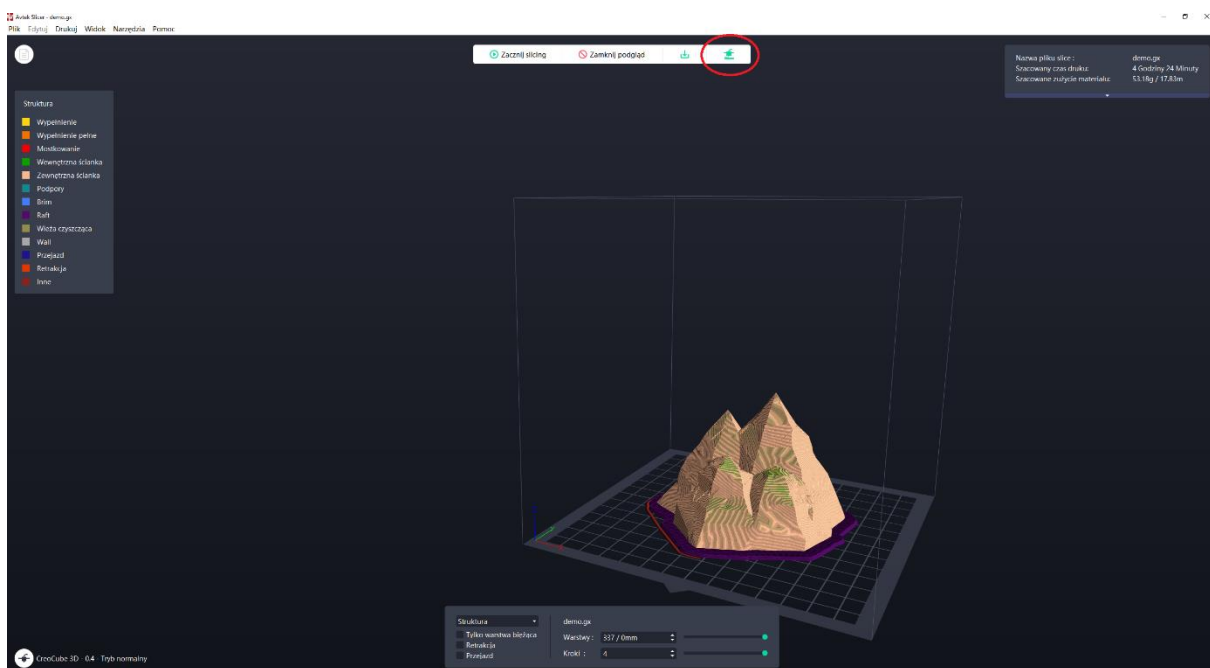 Avtek Slicer - demo.gx
Plik Edytuj Drukuj Widok Narzędzia Pomoc
Zacznij slicing Zamknij podgląd
Nazwa pliku slice : demo.gx
Szacowany czas druku: 4 Godziny 24 Minuty
Szacowane zużycie materiału: 53.18g / 17.83m
Struktura
Wypełnienie
Wypełnienie pełne
Mostkowanie
Wewnętrzna ścianka
Zewnętrzna ścianka
Podpory
Brim
Raft
Wieża czyszcząca
Wall
Przejazd
Retrakcja
Inne
Struktura demo.gx
Tylko warstwa bieżąca
Warstwy : 337 / 0mm
Retrakcja
Przejazd
Kroki : 4
CreoCube 3D - 0.4 - Tryb normalny